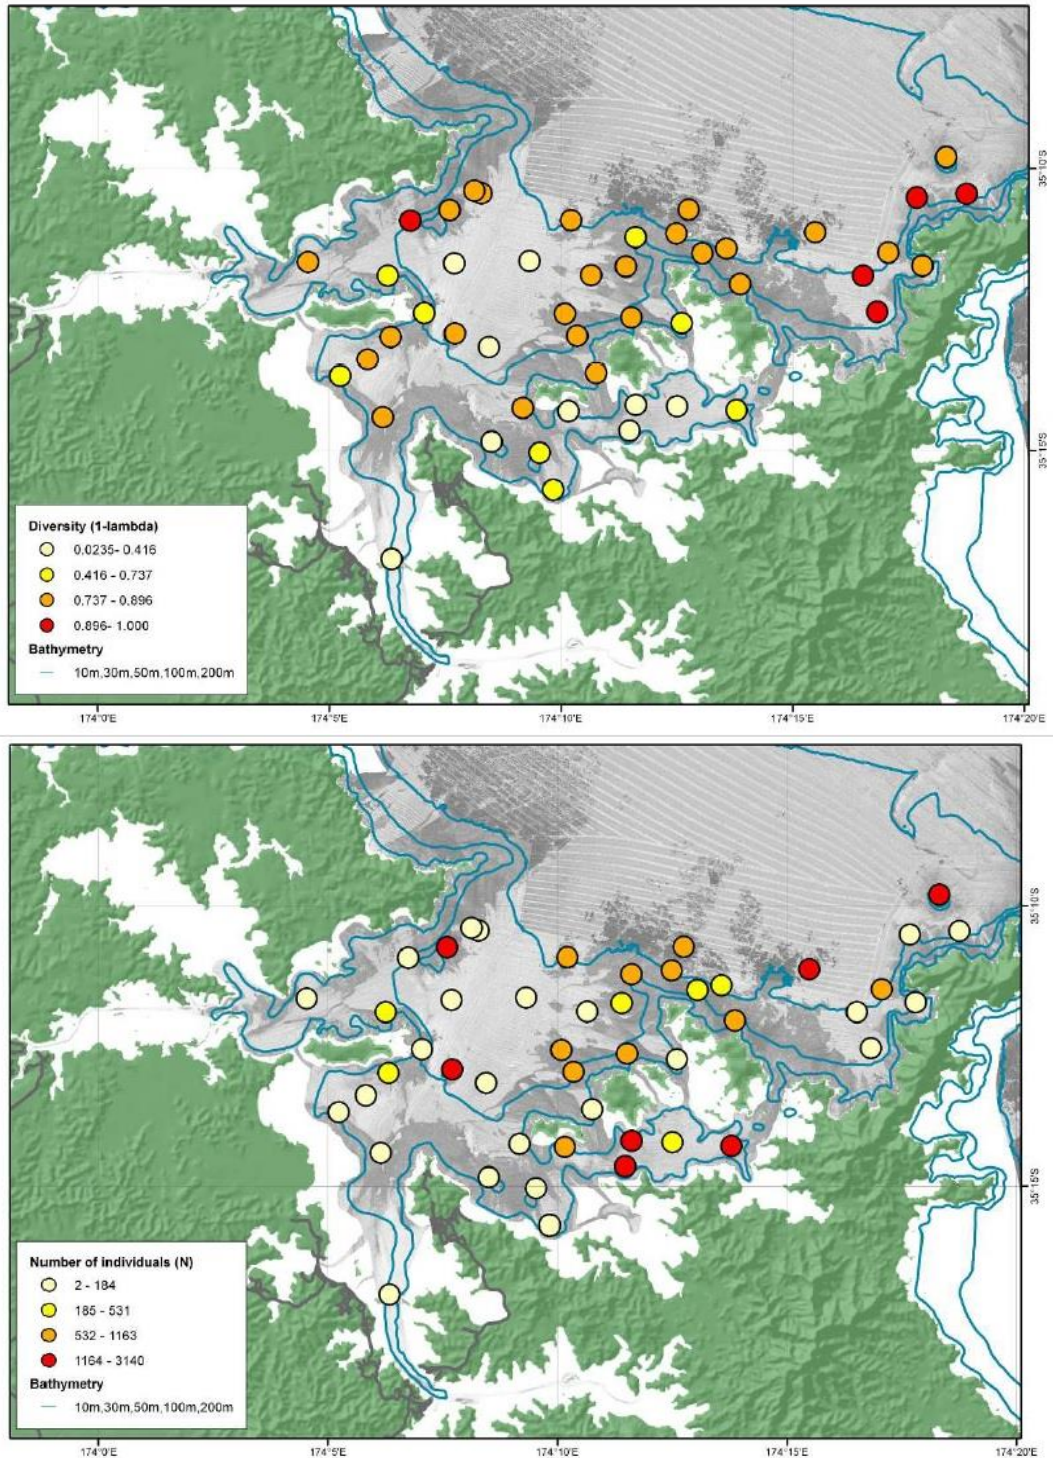 35°10'S
35°15'S
Diversity (1-lambda)
0.0235- 0.416
0.416 - 0.737
0.737 - 0.896
0.896- 1.000
Bathymetry
10m,30m,50m,100m,200m
174°0'E 174°5'E 174°10'E 174°15'E 174°20'E
35°10'S
35°15'S
Number of individuals (N)
2 - 184
185 - 531
532 - 1163
1164 - 3140
Bathymetry
10m,30m,50m,100m,200m
174°0'E 174°5'E 174°10'E 174°15'E 174°20'E